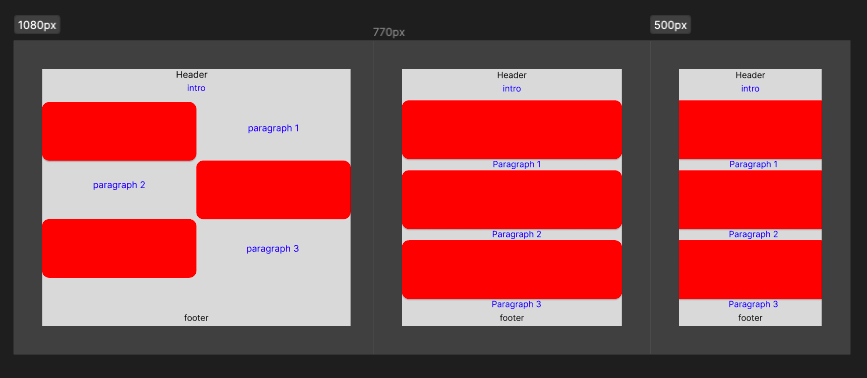 1080px
770px
500px
Header
intro
paragraph 1
paragraph 2
paragraph 3
footer
Header
intro
Paragraph 1
Paragraph 2
Paragraph 3
footer
Header
intro
Paragraph 1
Paragraph 2
Paragraph 3
footer